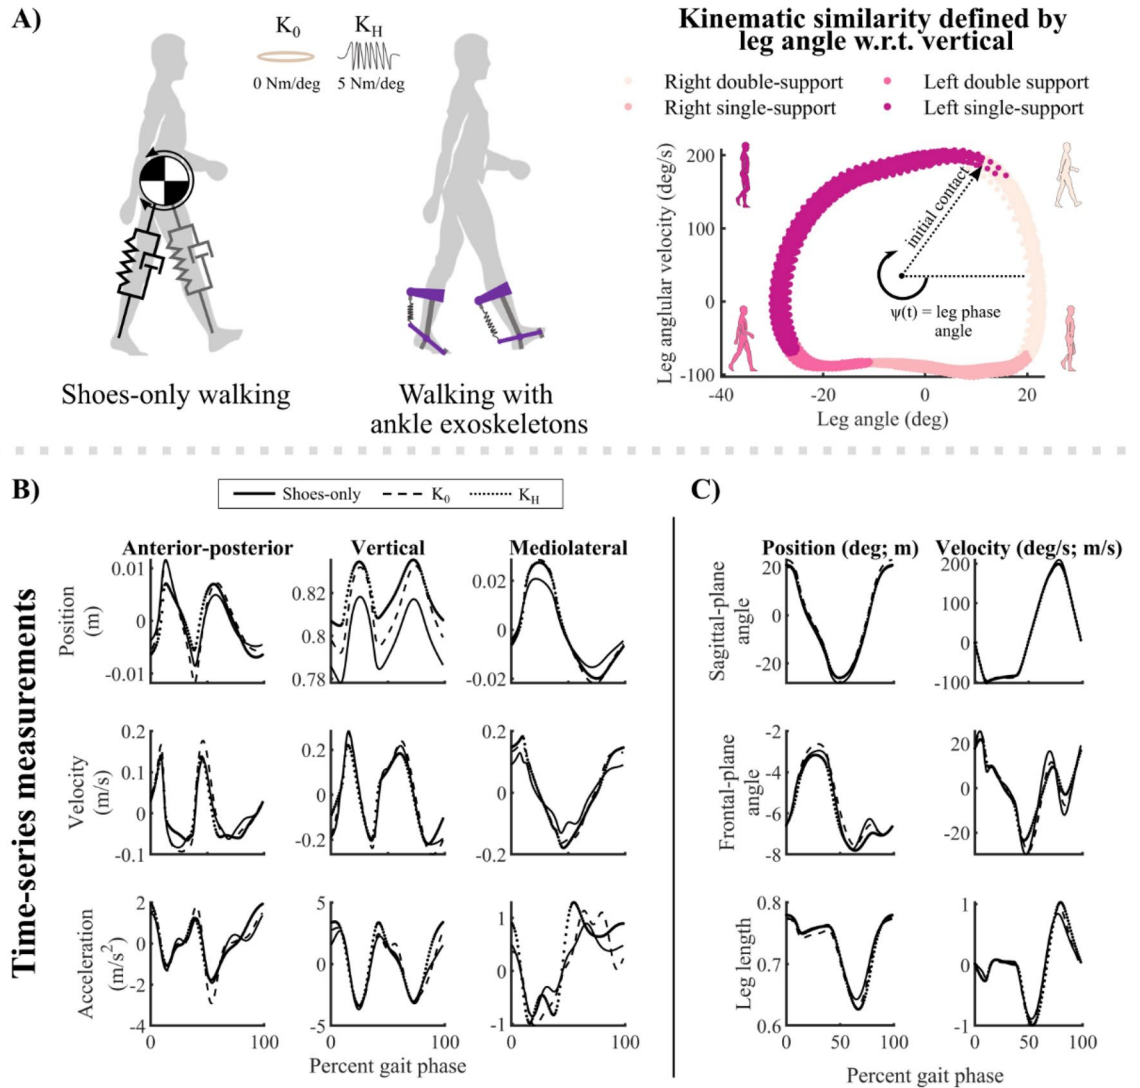 A)
K0
KH
0 Nm/deg
5 Nm/deg
Shoes-only walking
Walking with
ankle exoskeletons
Kinematic similarity defined by
leg angle w.r.t. vertical
Right double-support
Left double support
Right single-support
Left single-support
Leg anglular velocity (deg/s)
200
100
0
-100
initial contact
ψ(t) = leg phase
angle
-40
-20
0
20
Leg angle (deg)
B)
Shoes-only
K0
KH
Time-series measurements
Anterior-posterior
Vertical
Mediolateral
Position
(m)
0.01
0
-0.01
0.82
0.8
0.78
0.02
0
-0.02
Velocity
(m/s)
0.2
0.1
0
-0.1
0.2
0
-0.2
0.2
0
-0.2
Acceleration
(m/s2)
2
0
-2
-4
5
0
-5
1
0
-1
0
100
0
100
0
100
Percent gait phase
C)
Position (deg; m)
Velocity (deg/s; m/s)
Sagittal-plane
angle
20
0
-20
200
100
0
-100
Frontal-plane
angle
-2
-4
-6
-8
20
0
-20
Leg length
0.8
0.7
0.6
1
0
-1
0
50
100
0
50
100
Percent gait phase